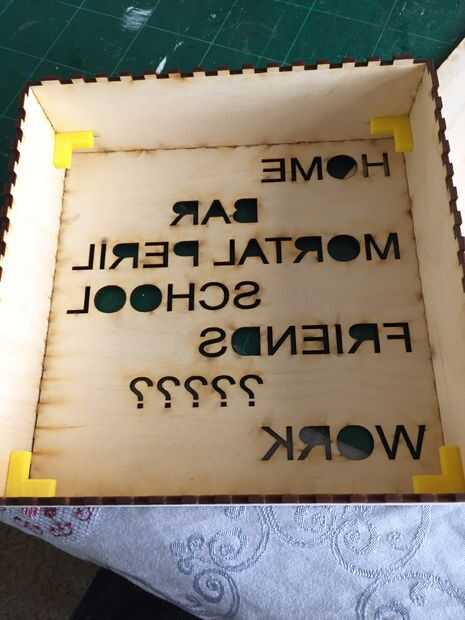 HOME
BAR
MORTAL PERIL
SCHOOL
FRIENDS
?????
WORK